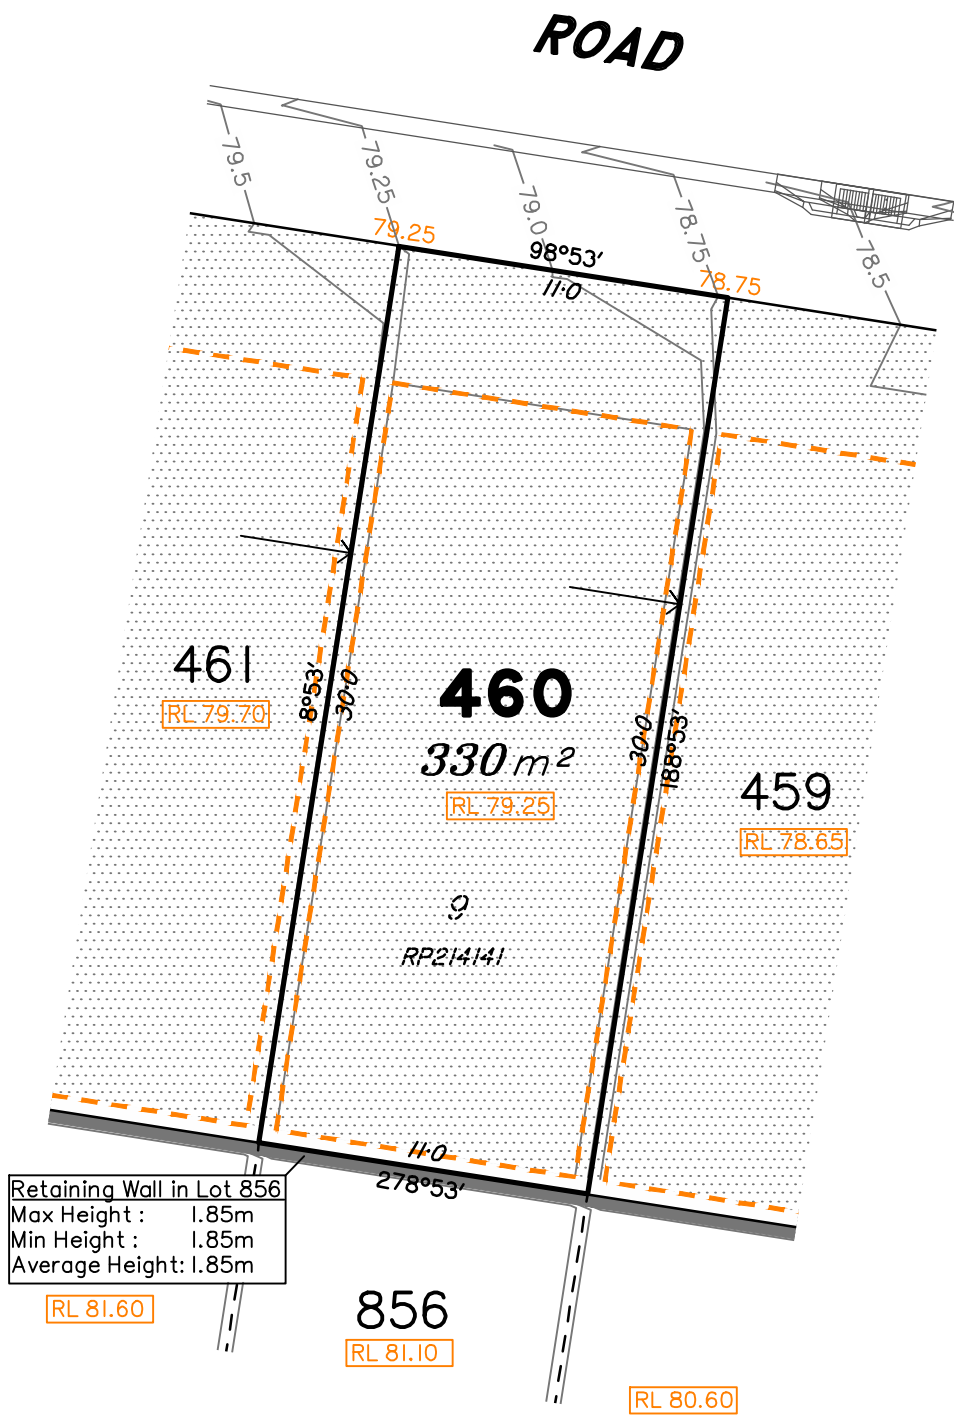 ROAD
79.5
79.25
79.0
78.75
78.5
79.25
98°53'
78.75
11·0
461
RL 79.70
8°53'
30·0
460
330 m²
RL 79.25
30·0
188°53'
459
RL 78.65
9
RP214141
11·0
278°53'
Retaining Wall in Lot 856
Max Height : 1.85m
Min Height : 1.85m
Average Height: 1.85m
RL 81.60
856
RL 81.10
RL 80.60